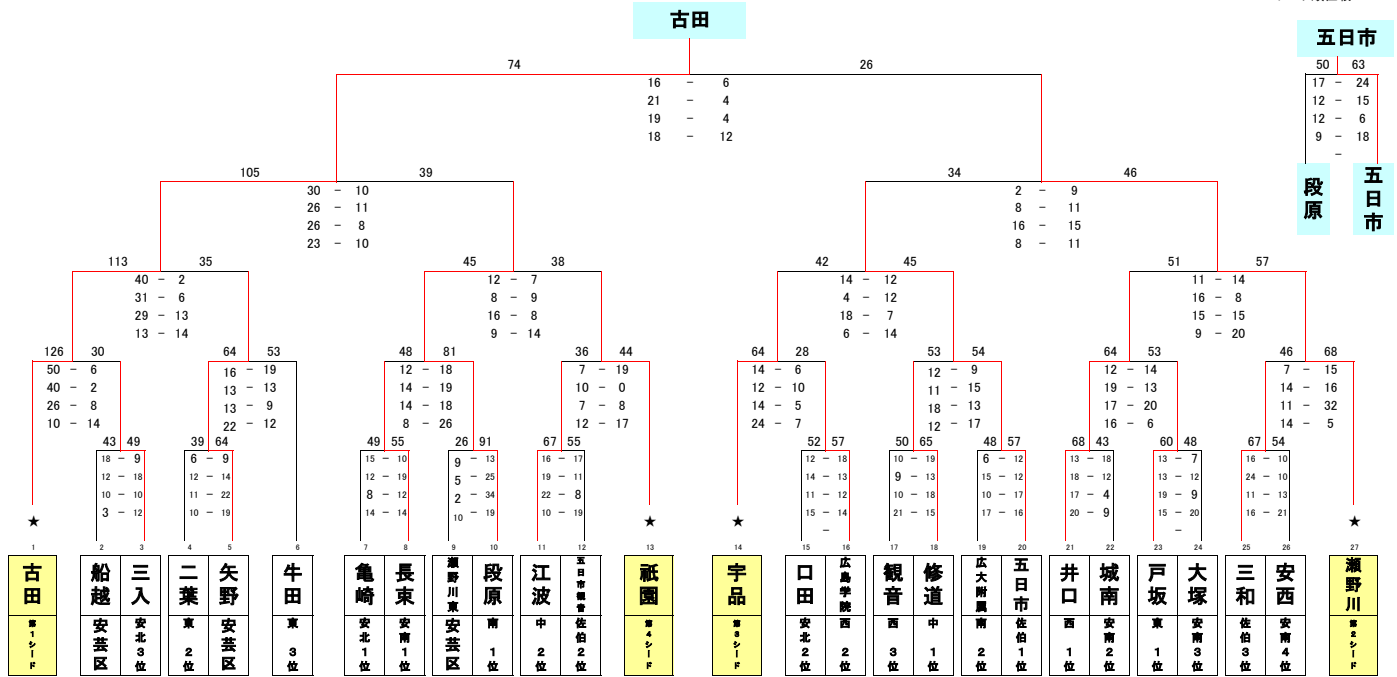 古田
五日市
74 26
50 63
16 - 6
21 - 4
19 - 4
18 - 12
17 - 24
12 - 15
12 - 6
9 - 18
-
段原 五日市
105 39
34 46
30 - 10
26 - 11
26 - 8
23 - 10
2 - 9
8 - 11
16 - 15
8 - 11
113 35
45 38
42 45
51 57
40 - 2
31 - 6
29 - 13
13 - 14
12 - 7
8 - 9
16 - 8
9 - 14
14 - 12
4 - 12
18 - 7
6 - 14
11 - 14
16 - 8
15 - 15
9 - 20
126 30
64 53
48 81
36 44
64 28
53 54
64 53
46 68
50 - 6
40 - 2
26 - 8
10 - 14
16 - 19
13 - 13
13 - 9
22 - 12
12 - 18
14 - 19
14 - 18
8 - 26
7 - 19
10 - 0
7 - 8
12 - 17
14 - 6
12 - 10
14 - 5
24 - 7
12 - 9
11 - 15
18 - 13
12 - 17
12 - 14
19 - 13
17 - 20
16 - 6
7 - 15
14 - 16
11 - 32
14 - 5
43 49
39 64
49 55
26 91
67 55
52 57
50 65
48 57
68 43
60 48
67 54
18 - 9
12 - 18
10 - 10
3 - 12
6 - 9
12 - 14
11 - 22
10 - 19
15 - 10
12 - 19
8 - 12
14 - 14
9 - 13
5 - 25
2 - 34
10 - 19
16 - 17
19 - 11
22 - 8
10 - 19
12 - 18
14 - 13
11 - 12
15 - 14
-
10 - 19
9 - 13
10 - 18
21 - 15
6 - 12
15 - 10
10 - 17
17 - 16
13 - 18
18 - 12
17 - 4
20 - 9
13 - 7
13 - 12
19 - 9
15 - 20
-
16 - 10
24 - 10
11 - 13
16 - 21
★ ★ ★ ★
1 2 3 4 5 6 7 8 9 10 11 12 13 14 15 16 17 18 19 20 21 22 23 24 25 26 27
古田 船越 三入 二葉 矢野 牛田 亀崎 長束 瀬野川東 段原 江波 五日市観音 祇園 宇品 口田 広島学院 観音 修道 広大附属 五日市 井口 城南 戸坂 大塚 三和 安西 瀬野川
第1シード 安芸区 安北3位 東2位 安芸区 東3位 安北1位 安南1位 安芸区 南1位 中2位 佐伯2位 第4シード 第3シード 安北2位 西2位 西3位 中1位 南2位 佐伯1位 西1位 安南2位 東1位 安南3位 佐伯3位 安南4位 第2シード